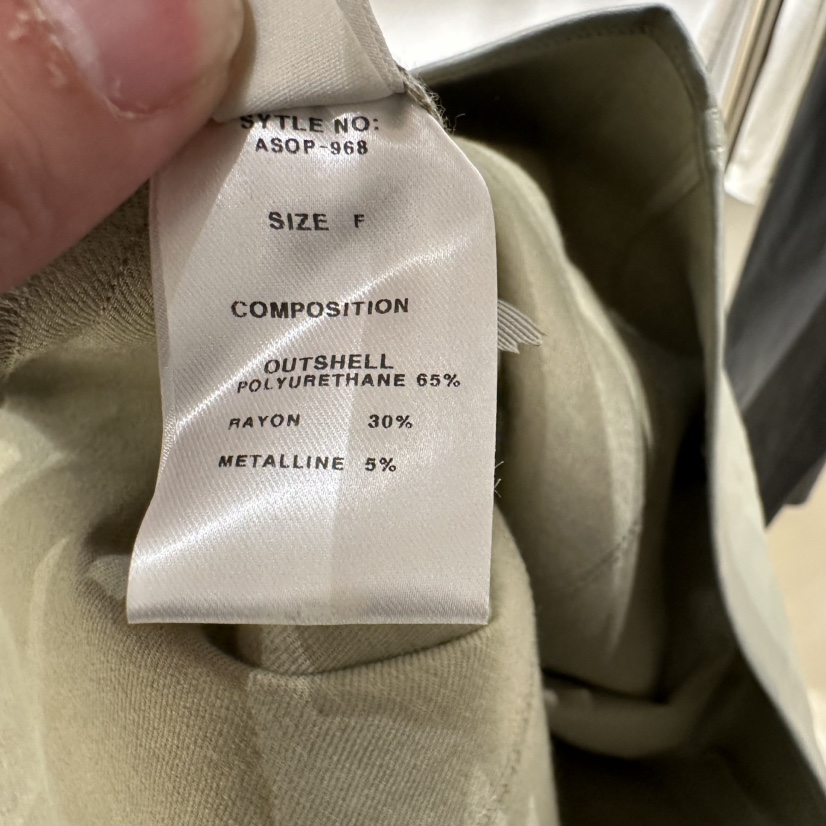 SYTLE NO:
ASOP-968
SIZE F
COMPOSITION
OUTSHELL
POLYURETHANE 65%
RAYON 30%
METALLINE 5%